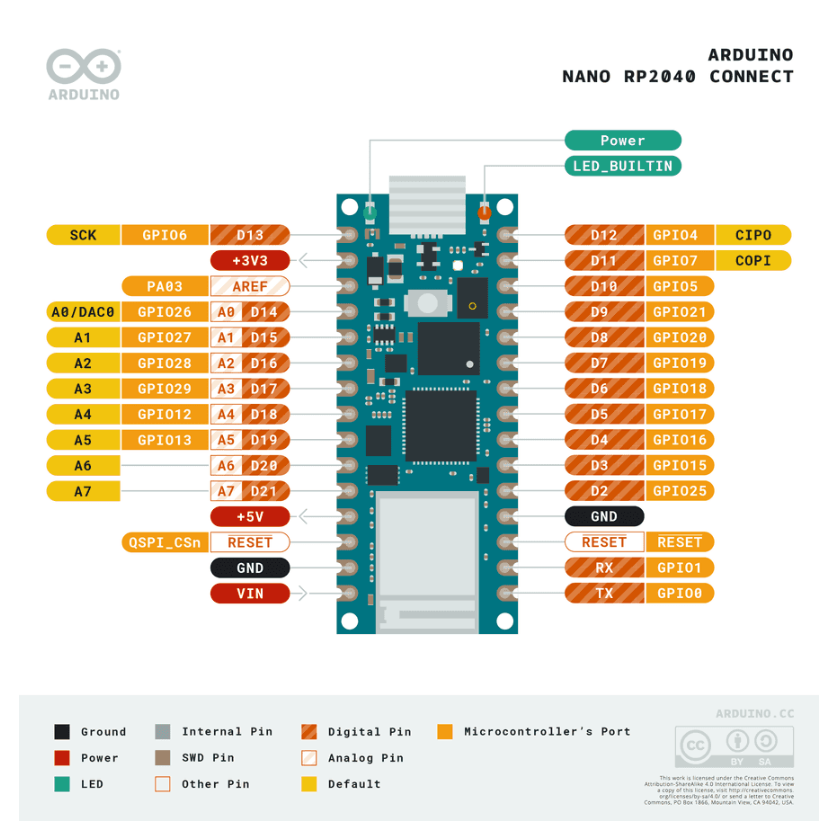 ARDUINO
NANO RP2040 CONNECT
ARDUINO
Power
LED_BUILTIN
SCK GPIO6 D13
+3V3
PA03 AREF
A0/DAC0 GPIO26 A0 D14
A1 GPIO27 A1 D15
A2 GPIO28 A2 D16
A3 GPIO29 A3 D17
A4 GPIO12 A4 D18
A5 GPIO13 A5 D19
A6 A6 D20
A7 A7 D21
+5V
QSPI_CSn RESET
GND
VIN
D12 GPIO4 CIPO
D11 GPIO7 COPI
D10 GPIO5
D9 GPIO21
D8 GPIO20
D7 GPIO19
D6 GPIO18
D5 GPIO17
D4 GPIO16
D3 GPIO15
D2 GPIO25
GND
RESET RESET
RX GPIO1
TX GPIO0
Ground
Power
LED
Internal Pin
SWD Pin
Other Pin
Digital Pin
Analog Pin
Default
Microcontroller's Port
ARDUINO.CC
CC
BY SA
This work is licensed under the Creative Commons
Attribution-ShareAlike 4.0 International License. To view
a copy of this license, visit http://creativecommons.
org/licenses/by-sa/4.0/ or send a letter to Creative
Commons, PO Box 1866, Mountain View, CA 94042, USA.